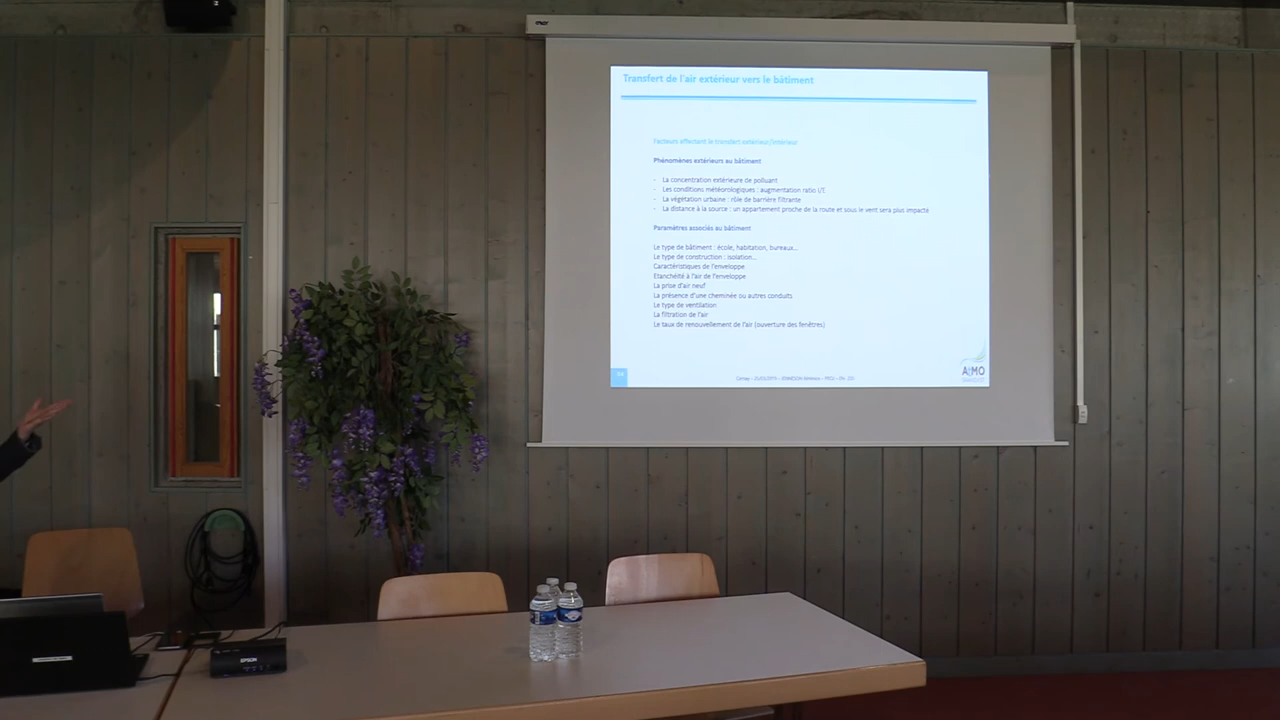 Transfert de l'air extérieur vers le bâtiment
Facteurs affectant le transfert extérieur/intérieur
Phénomènes extérieurs au bâtiment
- La concentration extérieure de polluant
- Les conditions météorologiques : augmentation ratio I/E
- La végétation urbaine : rôle de barrière filtrante
- La distance à la source : un appartement proche de la route et sous le vent sera plus impacté
Paramètres associés au bâtiment
Le type de bâtiment : école, habitation, bureaux...
Le type de construction : isolation...
Caractéristiques de l'enveloppe
Etanchéité à l'air de l'enveloppe
La prise d'air neuf
La présence d'une cheminée ou autres conduits
Le type de ventilation
La filtration de l'air
Le taux de renouvellement de l'air (ouverture des fenêtres)
EPSON